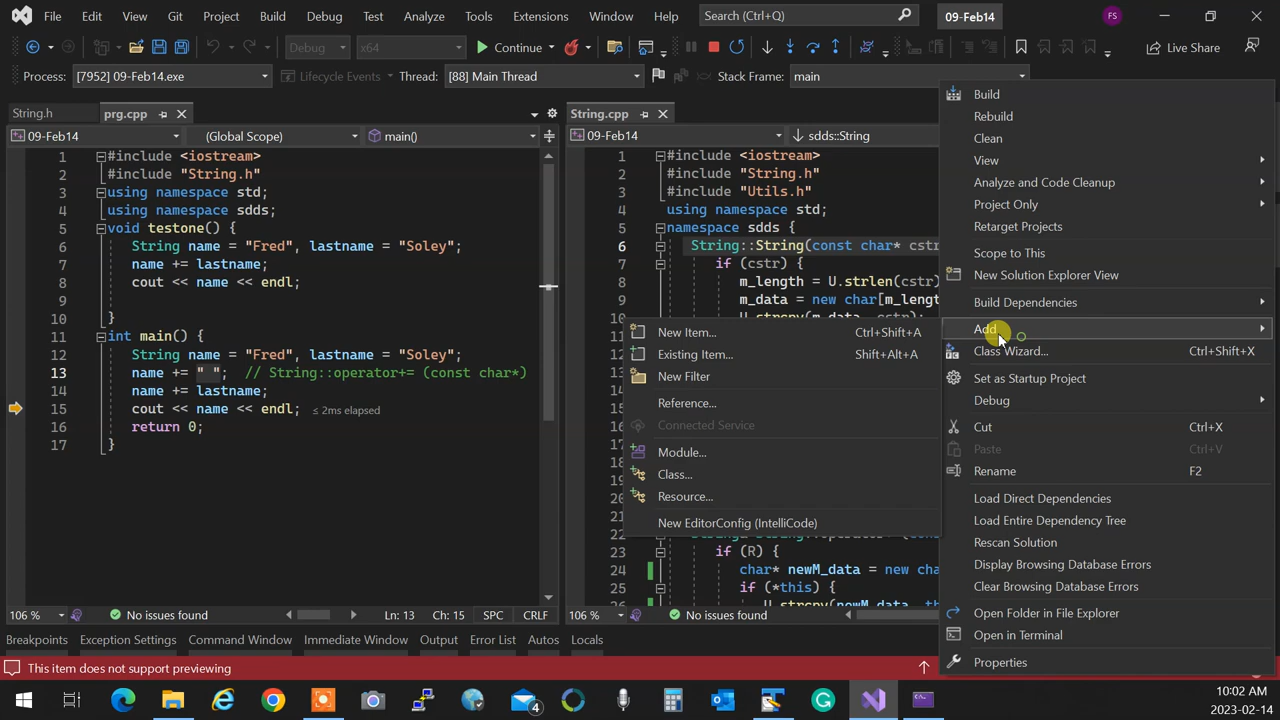 File Edit View Git Project Build Debug Test Analyze Tools Extensions Window Help Search (Ctrl+Q) 09-Feb14 FS
Debug x64 Continue Live Share
Process: [7952] 09-Feb14.exe Lifecycle Events Thread: [88] Main Thread Stack Frame: main
String.h prg.cpp String.cpp
09-Feb14 (Global Scope) main() 09-Feb14 sdds::String
1 #include <iostream>
2 #include "String.h"
3 using namespace std;
4 using namespace sdds;
5 void testone() {
6 String name = "Fred", lastname = "Soley";
7 name += lastname;
8 cout << name << endl;
9
10 }
11 int main() {
12 String name = "Fred", lastname = "Soley";
13 name += " "; // String::operator+= (const char*)
14 name += lastname;
15 cout << name << endl; ≤ 2ms elapsed
16 return 0;
17 }
1 #include <iostream>
2 #include "String.h"
3 #include "Utils.h"
4 using namespace std;
5 namespace sdds {
6 String::String(const char* cstr
7 if (cstr) {
8 m_length = U.strlen(cstr)
9 m_data = new char[m_length
10
23 if (R) {
24 char* newM_data = new char
25 if (*this) {
New Item... Ctrl+Shift+A
Existing Item... Shift+Alt+A
New Filter
Reference...
Connected Service
Module...
Class...
Resource...
New EditorConfig (IntelliCode)
Build
Rebuild
Clean
View
Analyze and Code Cleanup
Project Only
Retarget Projects
Scope to This
New Solution Explorer View
Build Dependencies
Add
Class Wizard... Ctrl+Shift+X
Set as Startup Project
Debug
Cut Ctrl+X
Paste Ctrl+V
Rename F2
Load Direct Dependencies
Load Entire Dependency Tree
Rescan Solution
Display Browsing Database Errors
Clear Browsing Database Errors
Open Folder in File Explorer
Open in Terminal
Properties
106 % No issues found Ln: 13 Ch: 15 SPC CRLF 106 % No issues found
Breakpoints Exception Settings Command Window Immediate Window Output Error List Autos Locals
This item does not support previewing
4
10:02 AM
2023-02-14